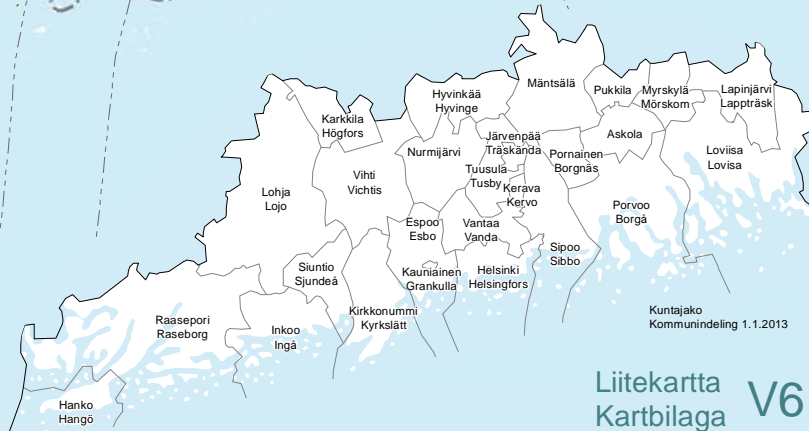 Mäntsälä
Hyvinkää
Hyvinge
Pukkila
Myrskylä
Mörskom
Lapinjärvi
Lappträsk
Karkkila
Högfors
Askola
Järvenpää
Träskända
Nurmijärvi
Pornainen
Borgnäs
Loviisa
Lovisa
Vihti
Vichtis
Tuusula
Tusby
Kerava
Kervo
Lohja
Lojo
Porvoo
Borgå
Espoo
Esbo
Vantaa
Vanda
Sipoo
Sibbo
Siuntio
Sjundeå
Kauniainen
Grankulla
Helsinki
Helsingfors
Kirkkonummi
Kyrkslätt
Raasepori
Raseborg
Inkoo
Ingå
Hanko
Hangö
Kuntajako
Kommunindeling 1.1.2013
Liitekartta
Kartbilaga
V6